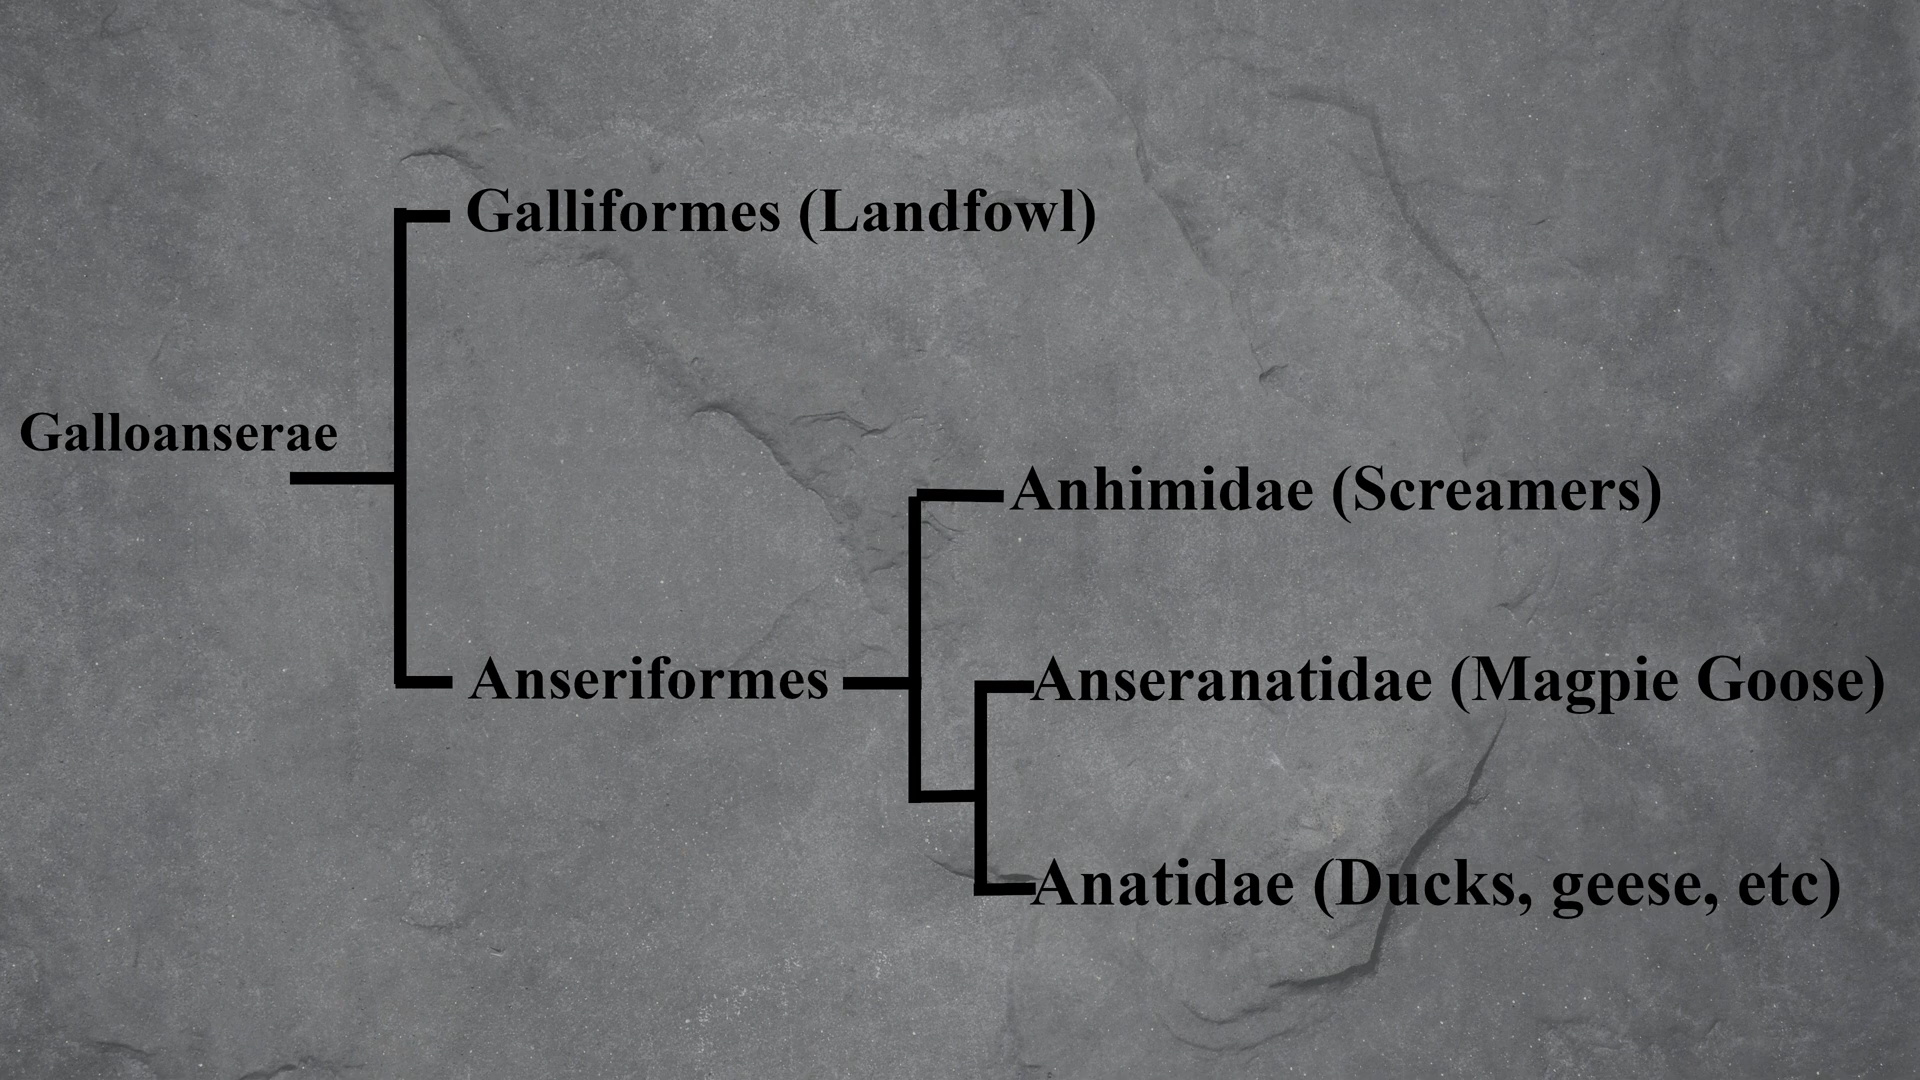 Galliformes (Landfowl)
Galloanserae
Anhimidae (Screamers)
Anseriformes
Anseranatidae (Magpie Goose)
Anatidae (Ducks, geese, etc)